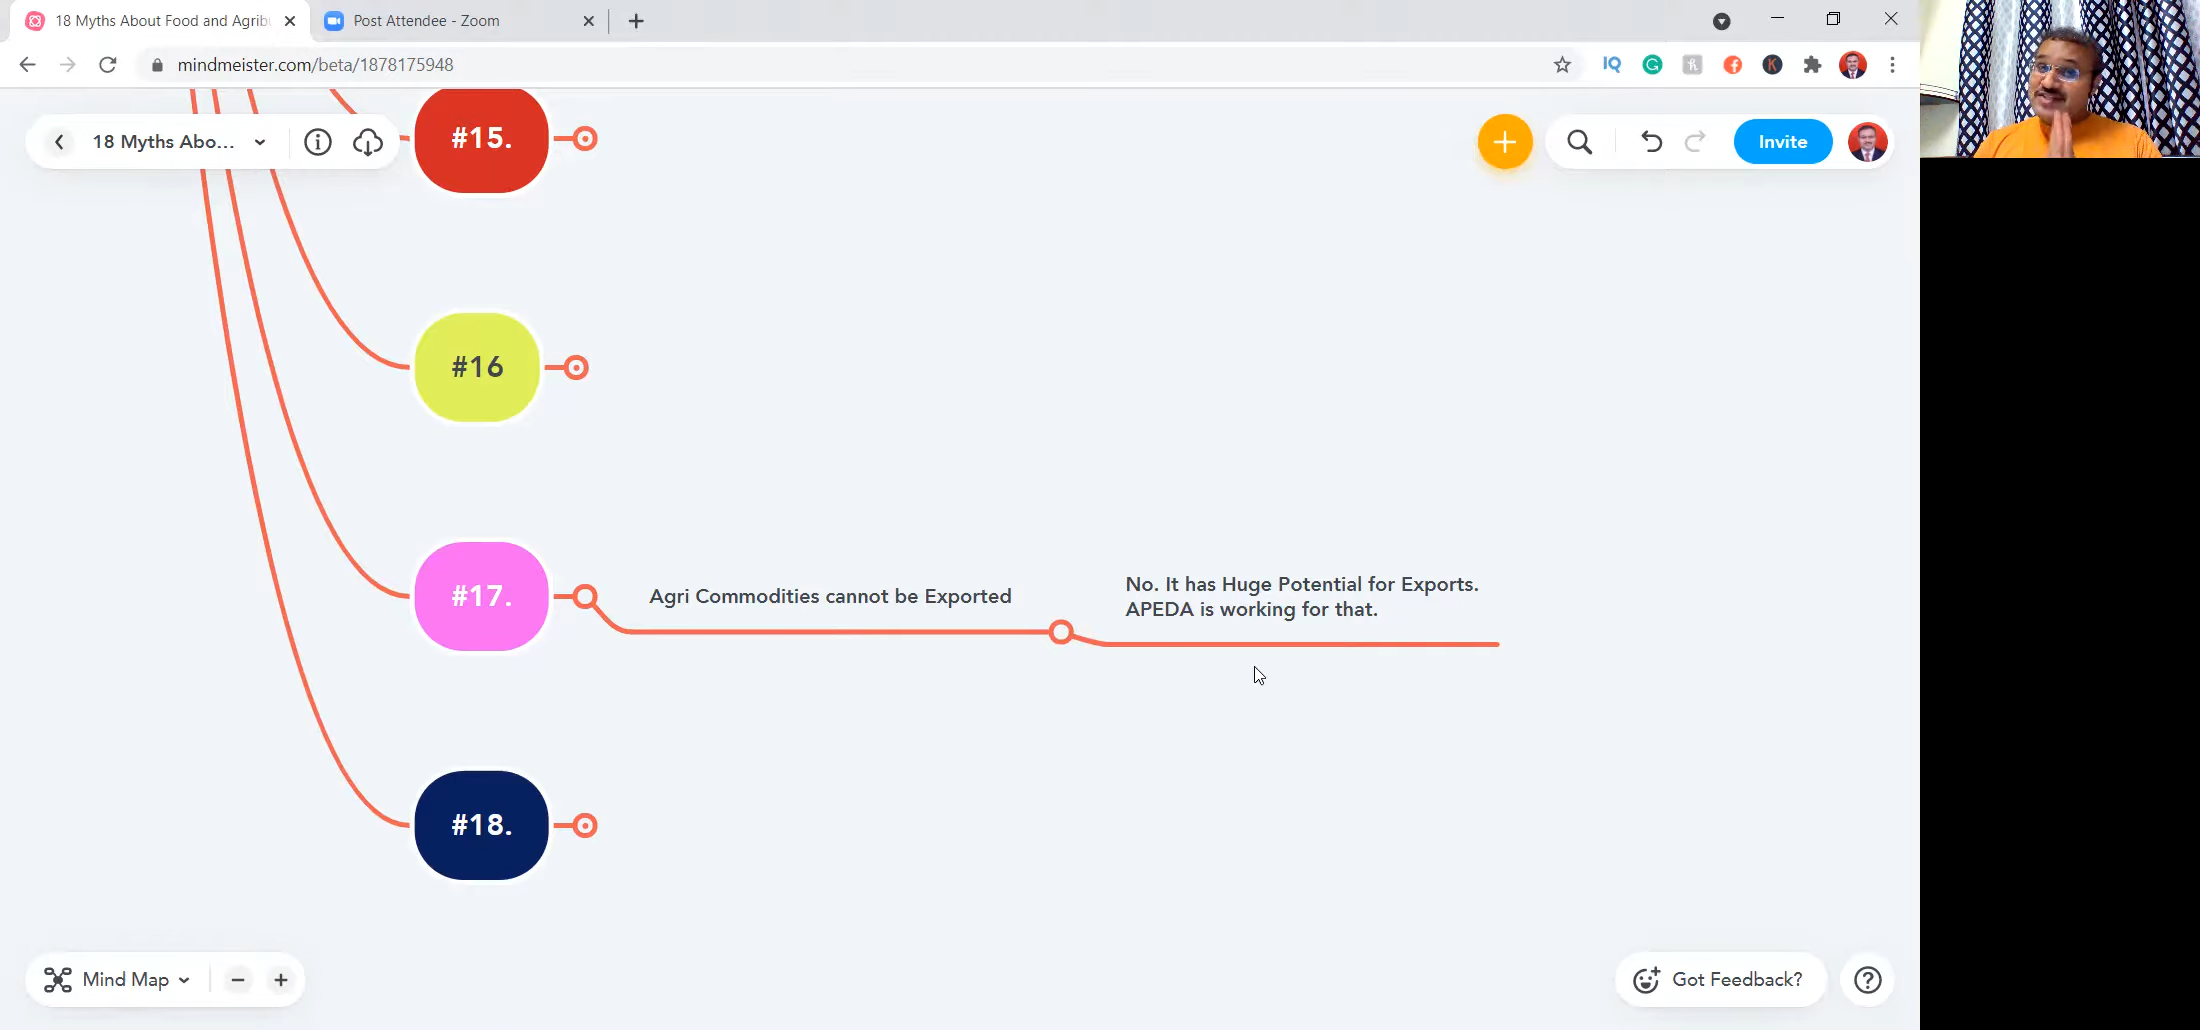 18 Myths About Food and Agrib
Post Attendee - Zoom
mindmeister.com/beta/1878175948
IQ
18 Myths Abo...
Invite
#15.
#16
#17.
Agri Commodities cannot be Exported
No. It has Huge Potential for Exports.
APEDA is working for that.
#18.
Mind Map
Got Feedback?